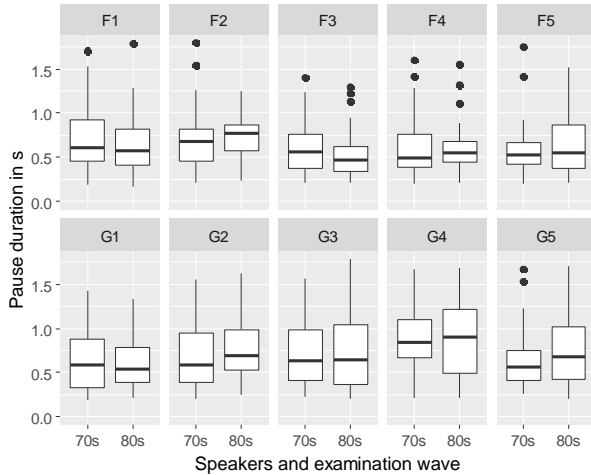 F1 F2 F3 F4 F5
1.5
1.0
0.5
0.0
G1 G2 G3 G4 G5
1.5
1.0
0.5
0.0
Pause duration in s
70s 80s 70s 80s 70s 80s 70s 80s 70s 80s
Speakers and examination wave